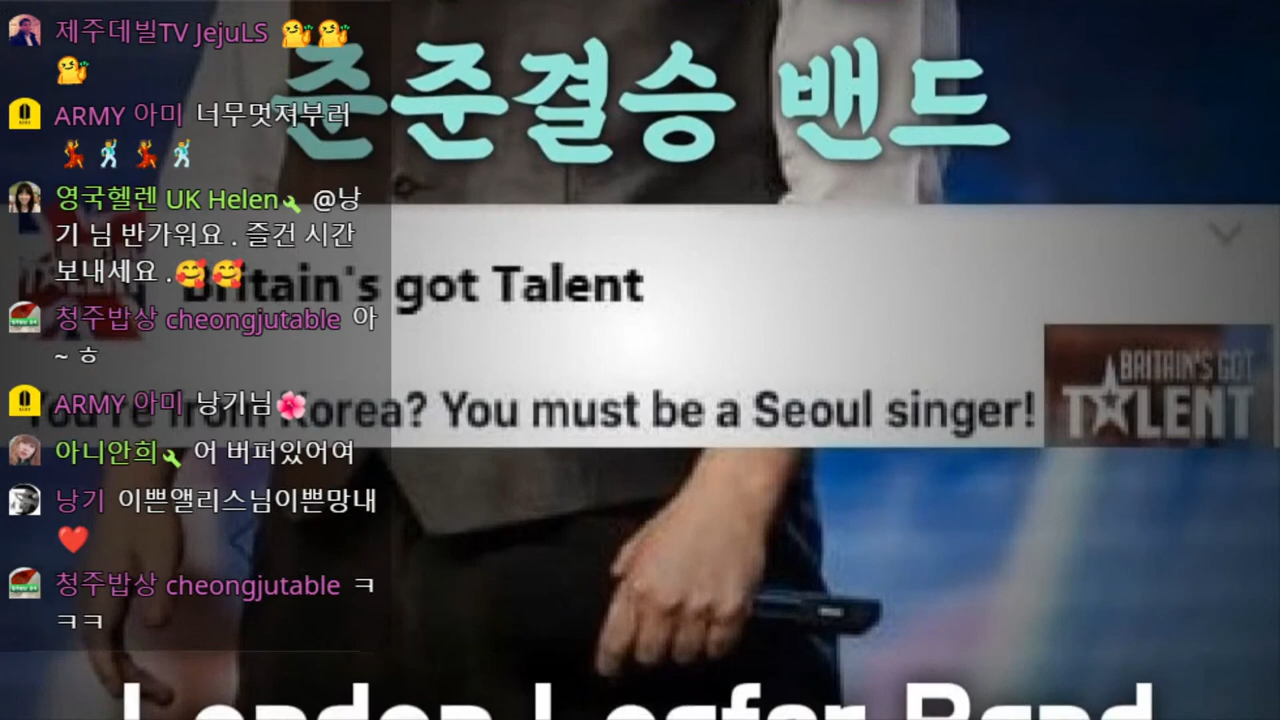 제주데빌TV JejuLS
준준결승 밴드
ARMY 아미 너무멋져부러
영국헬렌 UK Helen @낭
기 님 반가워요 . 즐건 시간
보내세요 .
Britain's got Talent
청주밥상 cheongjutable 아
~ ㅎ
BRITAIN'S GOT
TALENT
ARMY 아미 낭기님
You're from Korea? You must be a Seoul singer!
아니안희 어 버퍼있어여
낭기 이쁜앨리스님이쁜망내
청주밥상 cheongjutable ㅋ
ㅋㅋ
London
Band